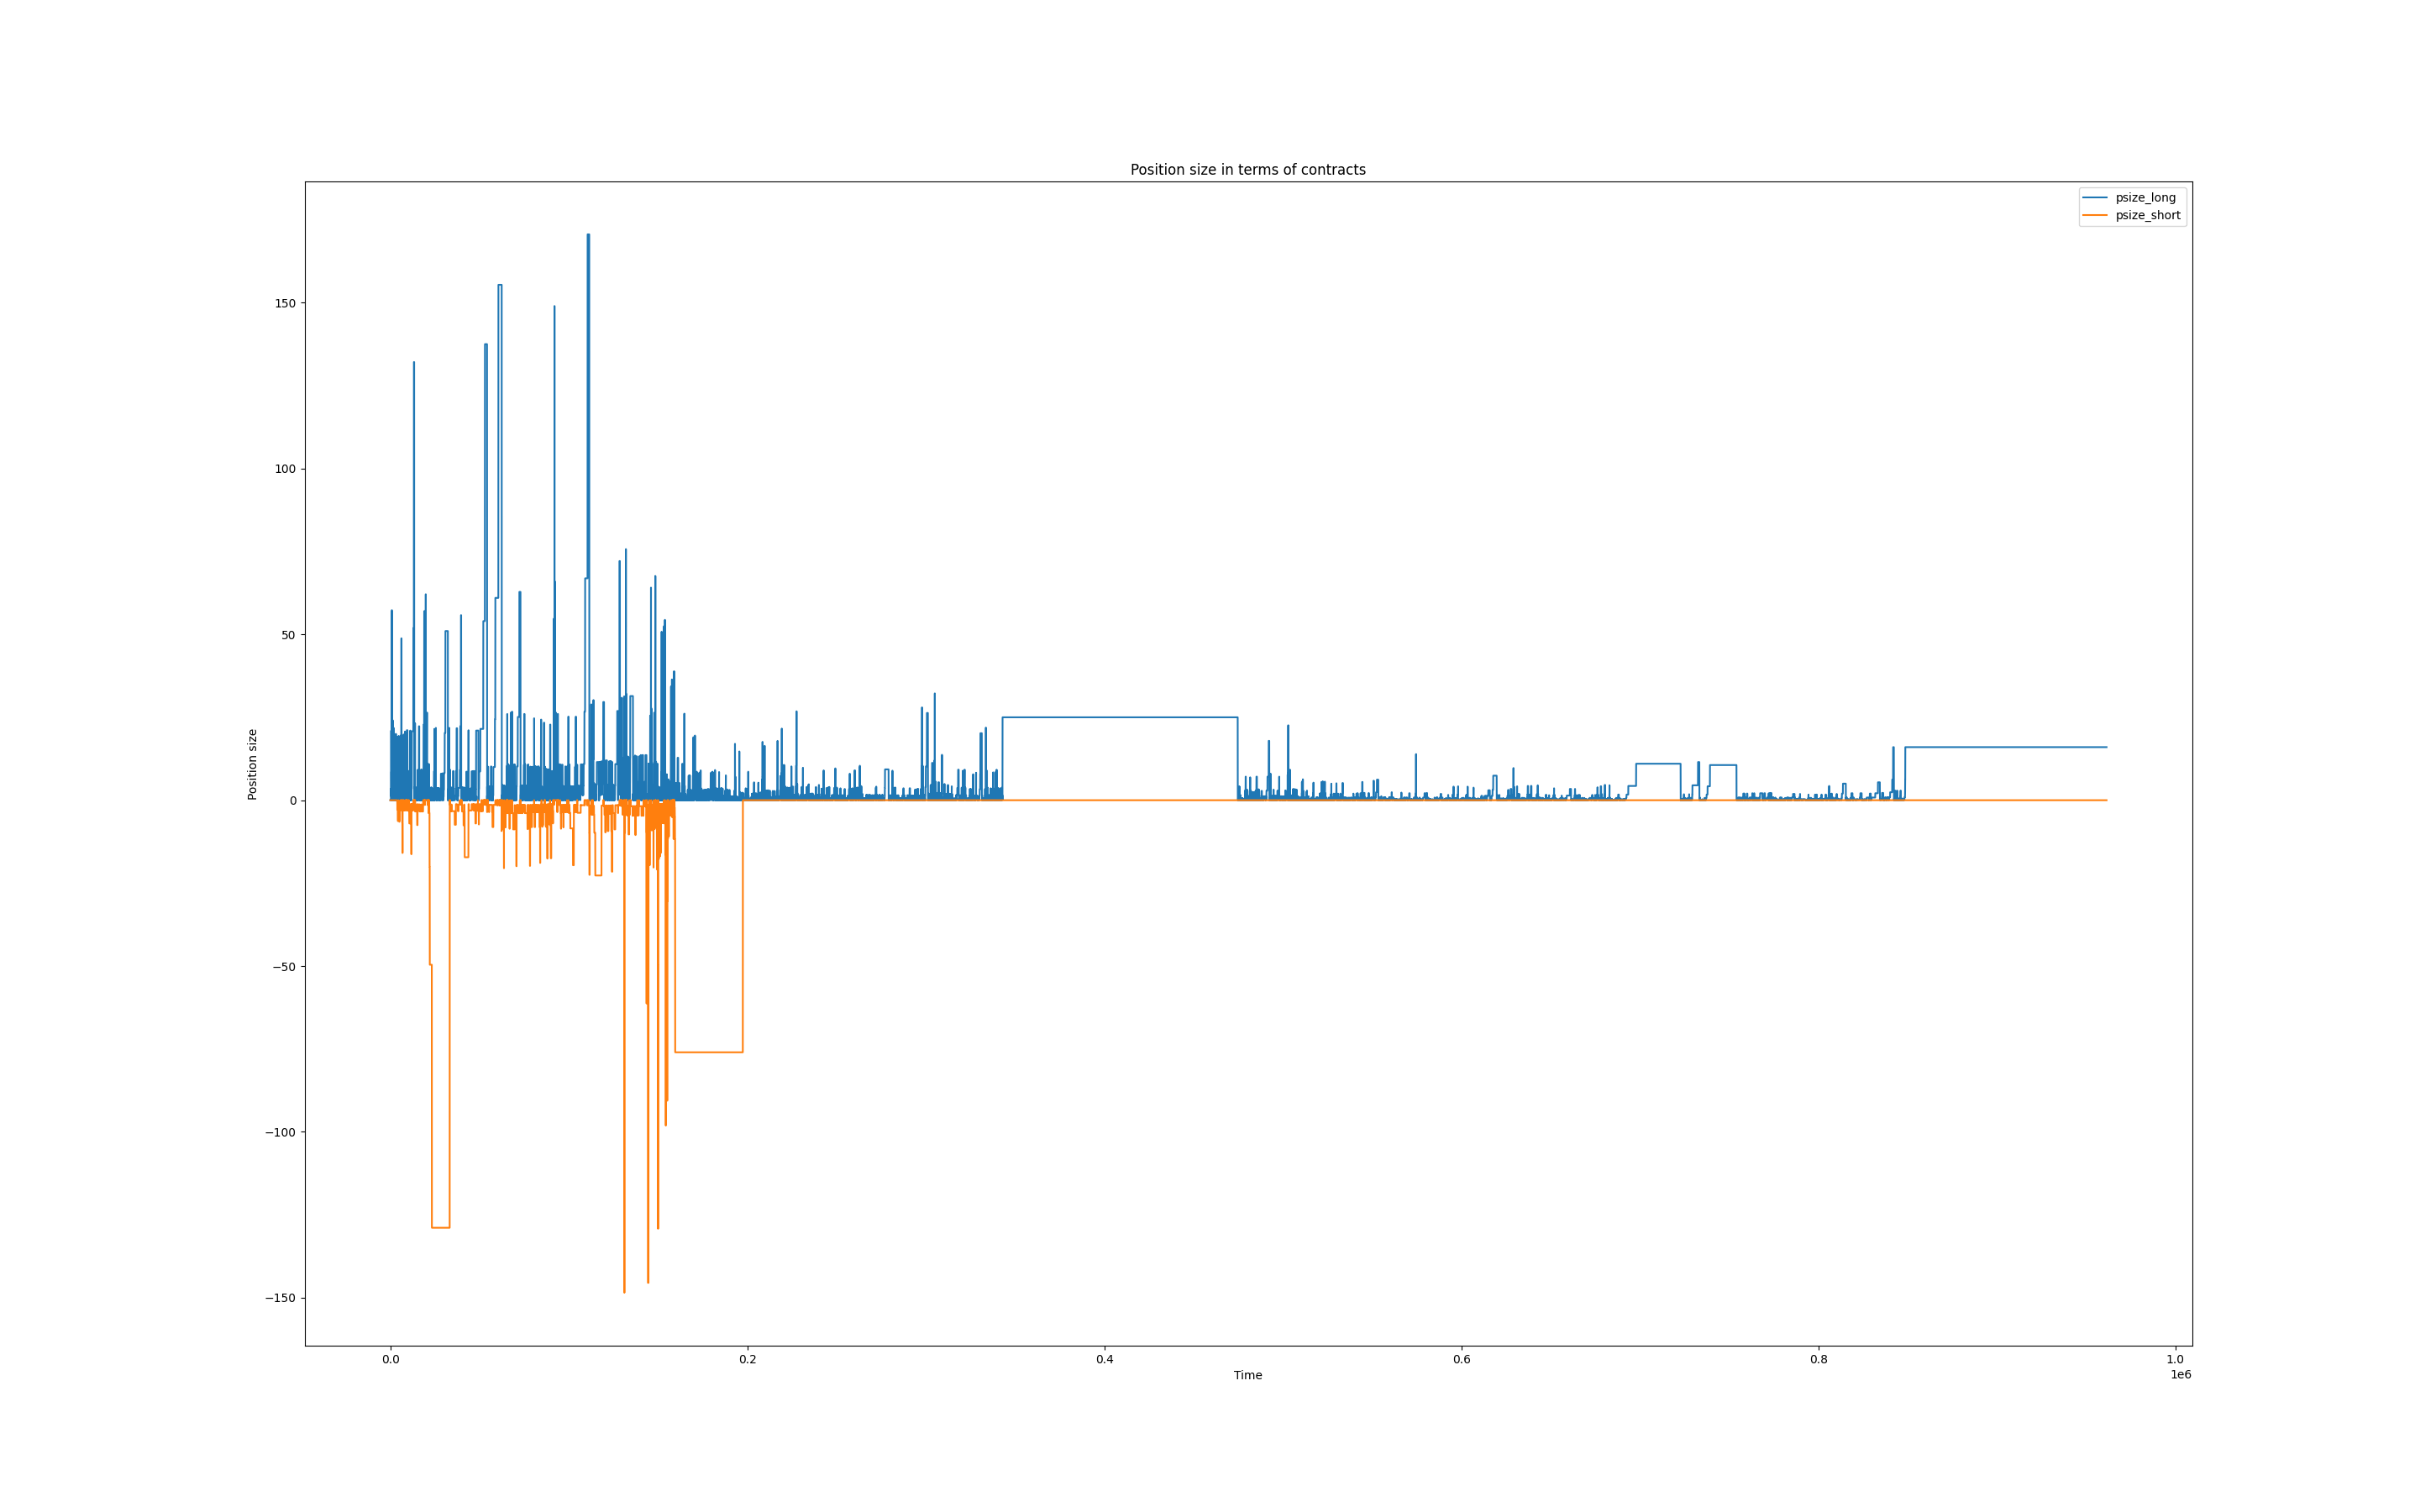 Position size in terms of contracts
psize_long
psize_short
150
100
50
0
−50
−100
−150
Position size
0.0
0.2
0.4
0.6
0.8
1.0
Time
1e6